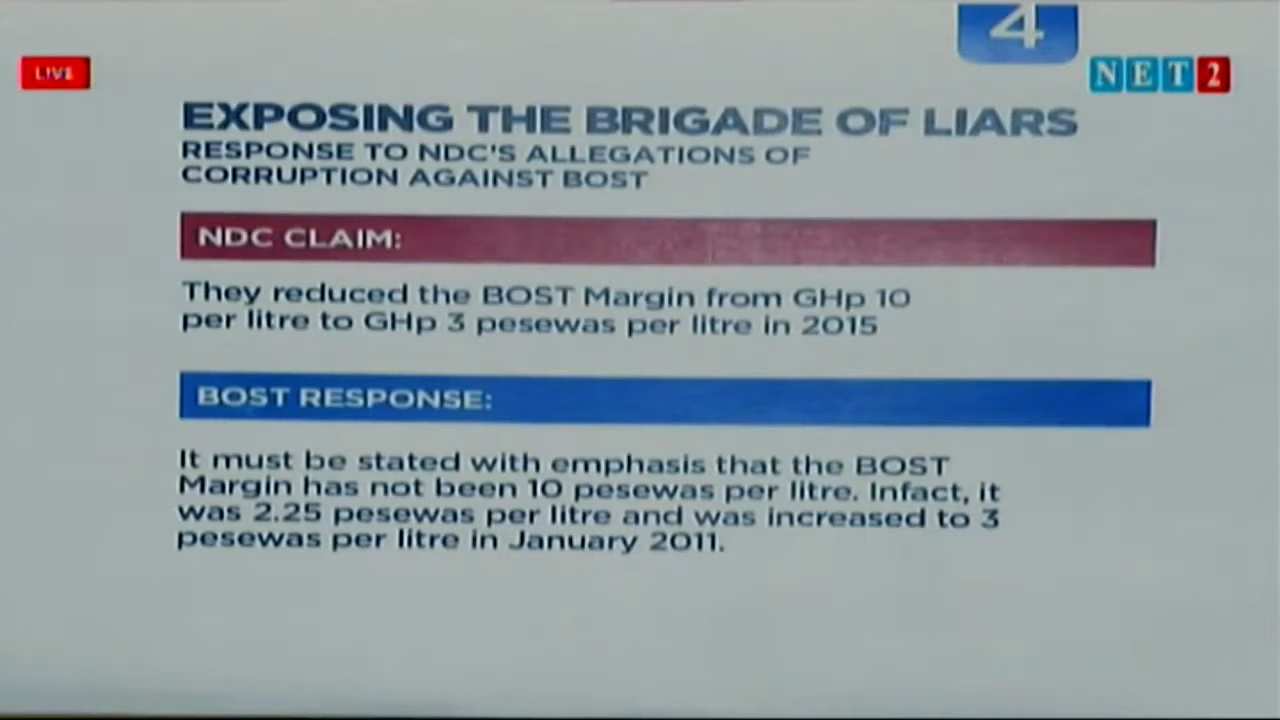 4
LIVE
NET2
EXPOSING THE BRIGADE OF LIARS
RESPONSE TO NDC'S ALLEGATIONS OF
CORRUPTION AGAINST BOST
NDC CLAIM:
They reduced the BOST Margin from GHp 10
per litre to GHp 3 pesewas per litre in 2015
BOST RESPONSE:
It must be stated with emphasis that the BOST
Margin has not been 10 pesewas per litre. Infact, it
was 2.25 pesewas per litre and was increased to 3
pesewas per litre in January 2011.